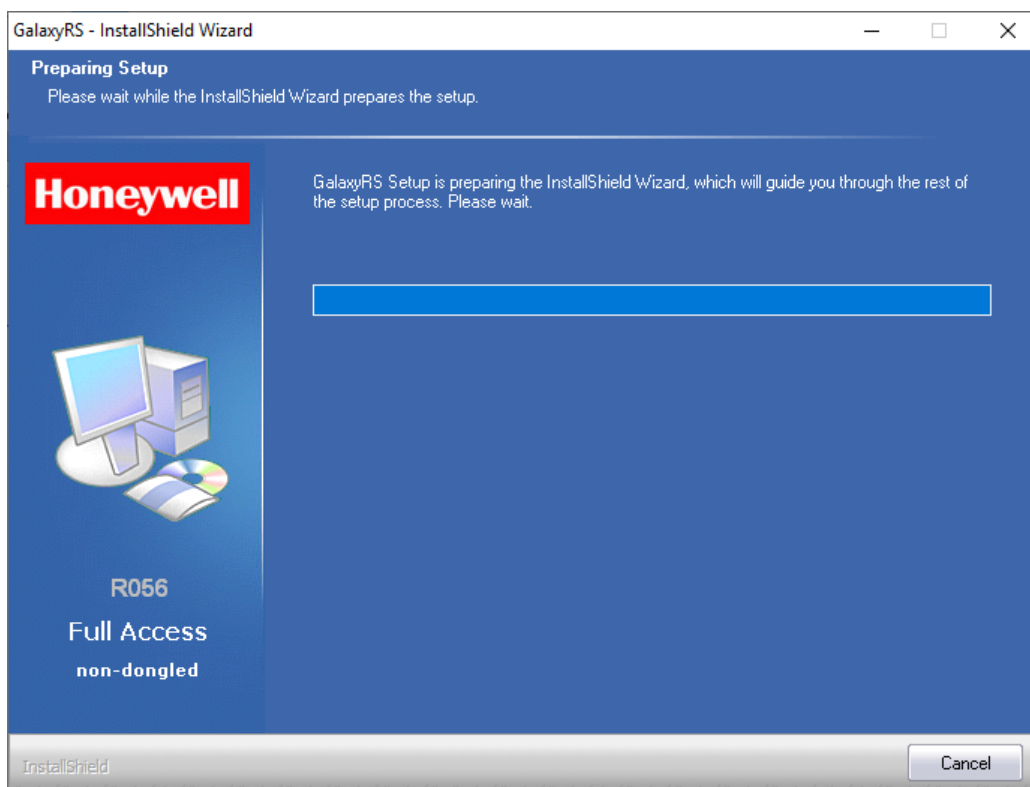 GalaxyRS - InstallShield Wizard
Preparing Setup
Please wait while the InstallShield Wizard prepares the setup.
Honeywell
GalaxyRS Setup is preparing the InstallShield Wizard, which will guide you through the rest of
the setup process. Please wait.
R056
Full Access
non-dongled
InstallShield
Cancel